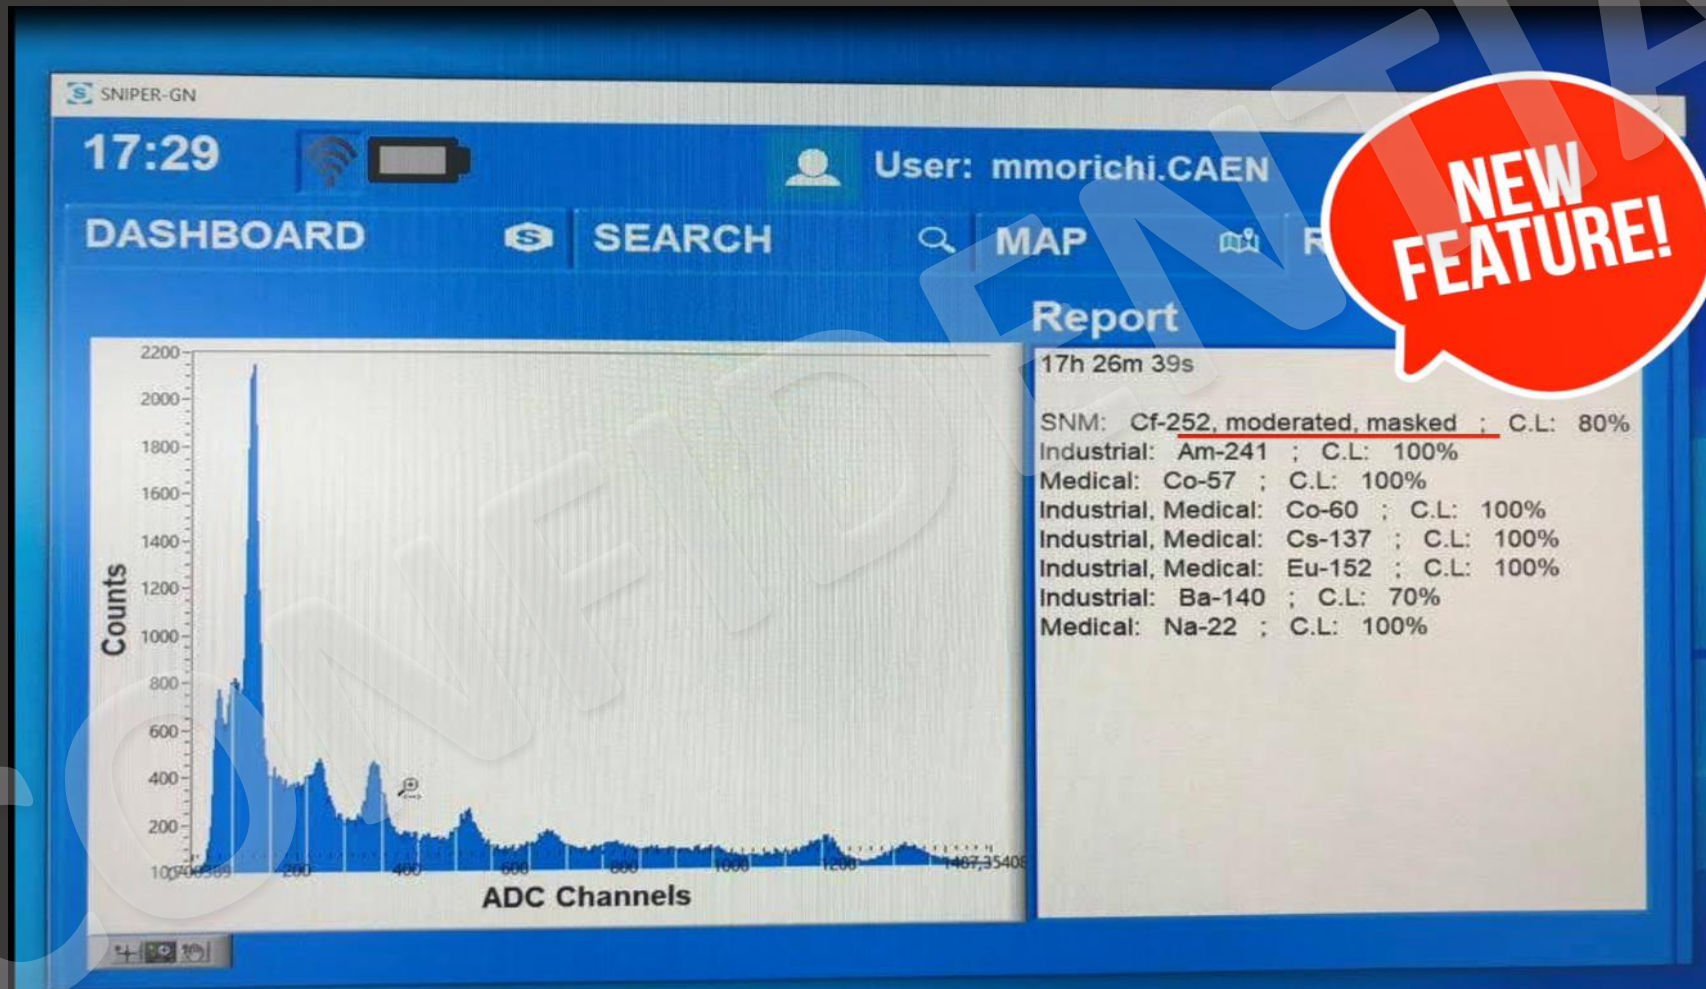 SNIPER-GN
17:29
User: mmorichi.CAEN
NEW
FEATURE!
DASHBOARD
SEARCH
MAP
R
Report
17h 26m 39s
SNM: Cf-252, moderated, masked ; C.L: 80%
Industrial: Am-241 ; C.L: 100%
Medical: Co-57 ; C.L: 100%
Industrial, Medical: Co-60 ; C.L: 100%
Industrial, Medical: Cs-137 ; C.L: 100%
Industrial, Medical: Eu-152 ; C.L: 100%
Industrial: Ba-140 ; C.L: 70%
Medical: Na-22 ; C.L: 100%
Counts
2200
2000
1800
1600
1400
1200
1000
800
600
400
200
200
400
600
800
1000
1200
1487,35408
ADC Channels
CONFIDENTIA